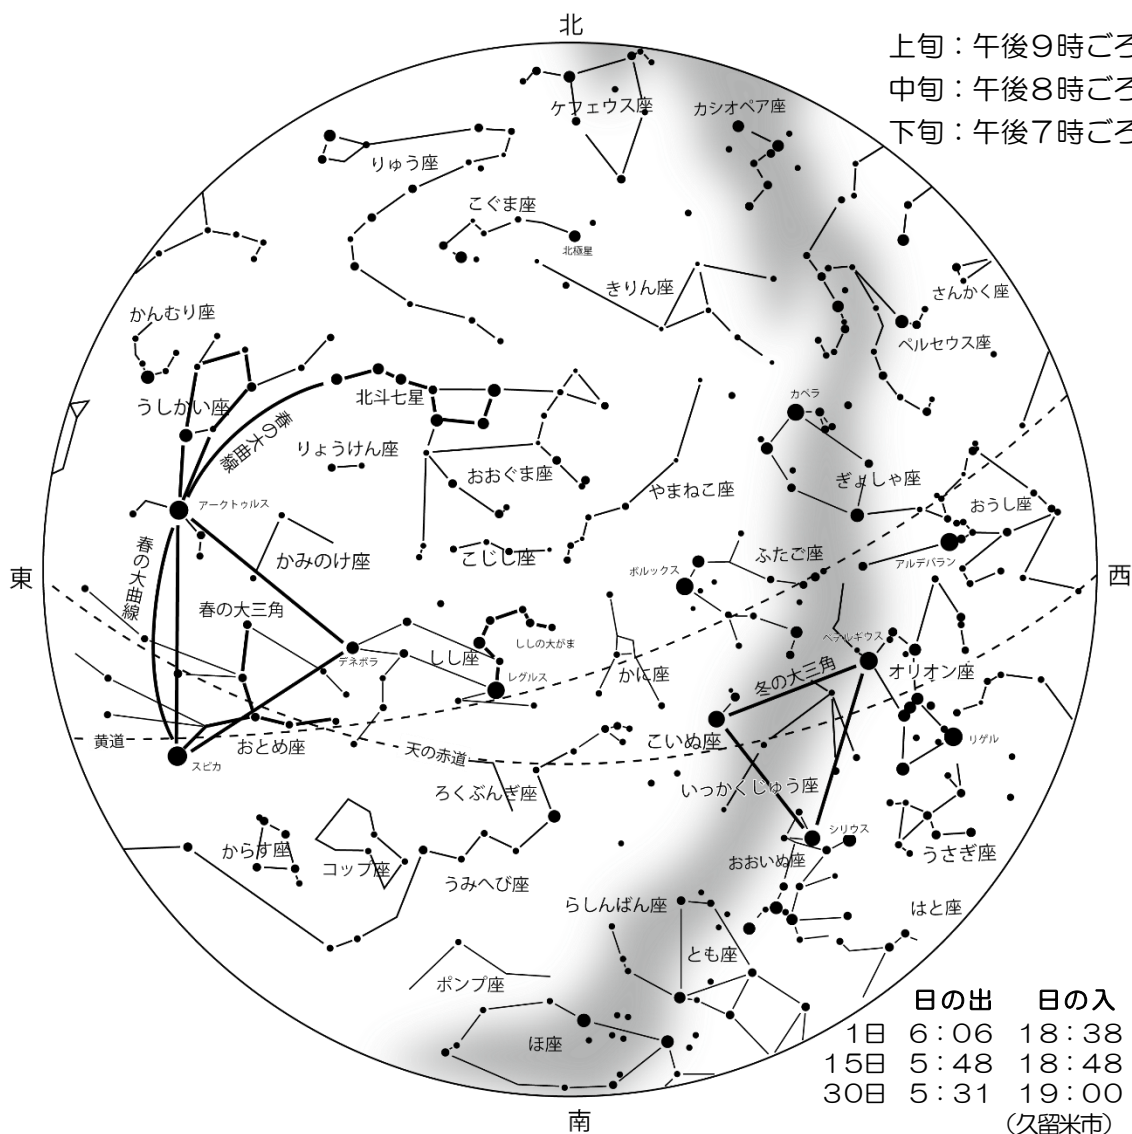 北
上旬：午後９時ごろ
中旬：午後８時ごろ
下旬：午後７時ごろ
ケフェウス座
カシオペア座
りゅう座
こぐま座
北極星
きりん座
さんかく座
かんむり座
ペルセウス座
うしかい座
春の大曲線
北斗七星
カペラ
りょうけん座
おおぐま座
やまねこ座
ぎょしゃ座
おうし座
アークトゥルス
春の大曲線
かみのけ座
こじし座
ふたご座
ポルックス
アルデバラン
東
西
春の大三角
ししの大がま
デネボラ
しし座
レグルス
かに座
ベテルギウス
オリオン座
冬の大三角
黄道
おとめ座
スピカ
天の赤道
こいぬ座
リゲル
ろくぶんぎ座
いっかくじゅう座
シリウス
からす座
コップ座
うみへび座
おおいぬ座
うさぎ座
らしんばん座
はと座
とも座
ポンプ座
ほ座
南
日の出　日の入
1日　6：06　18：38
15日　5：48　18：48
30日　5：31　19：00
（久留米市）